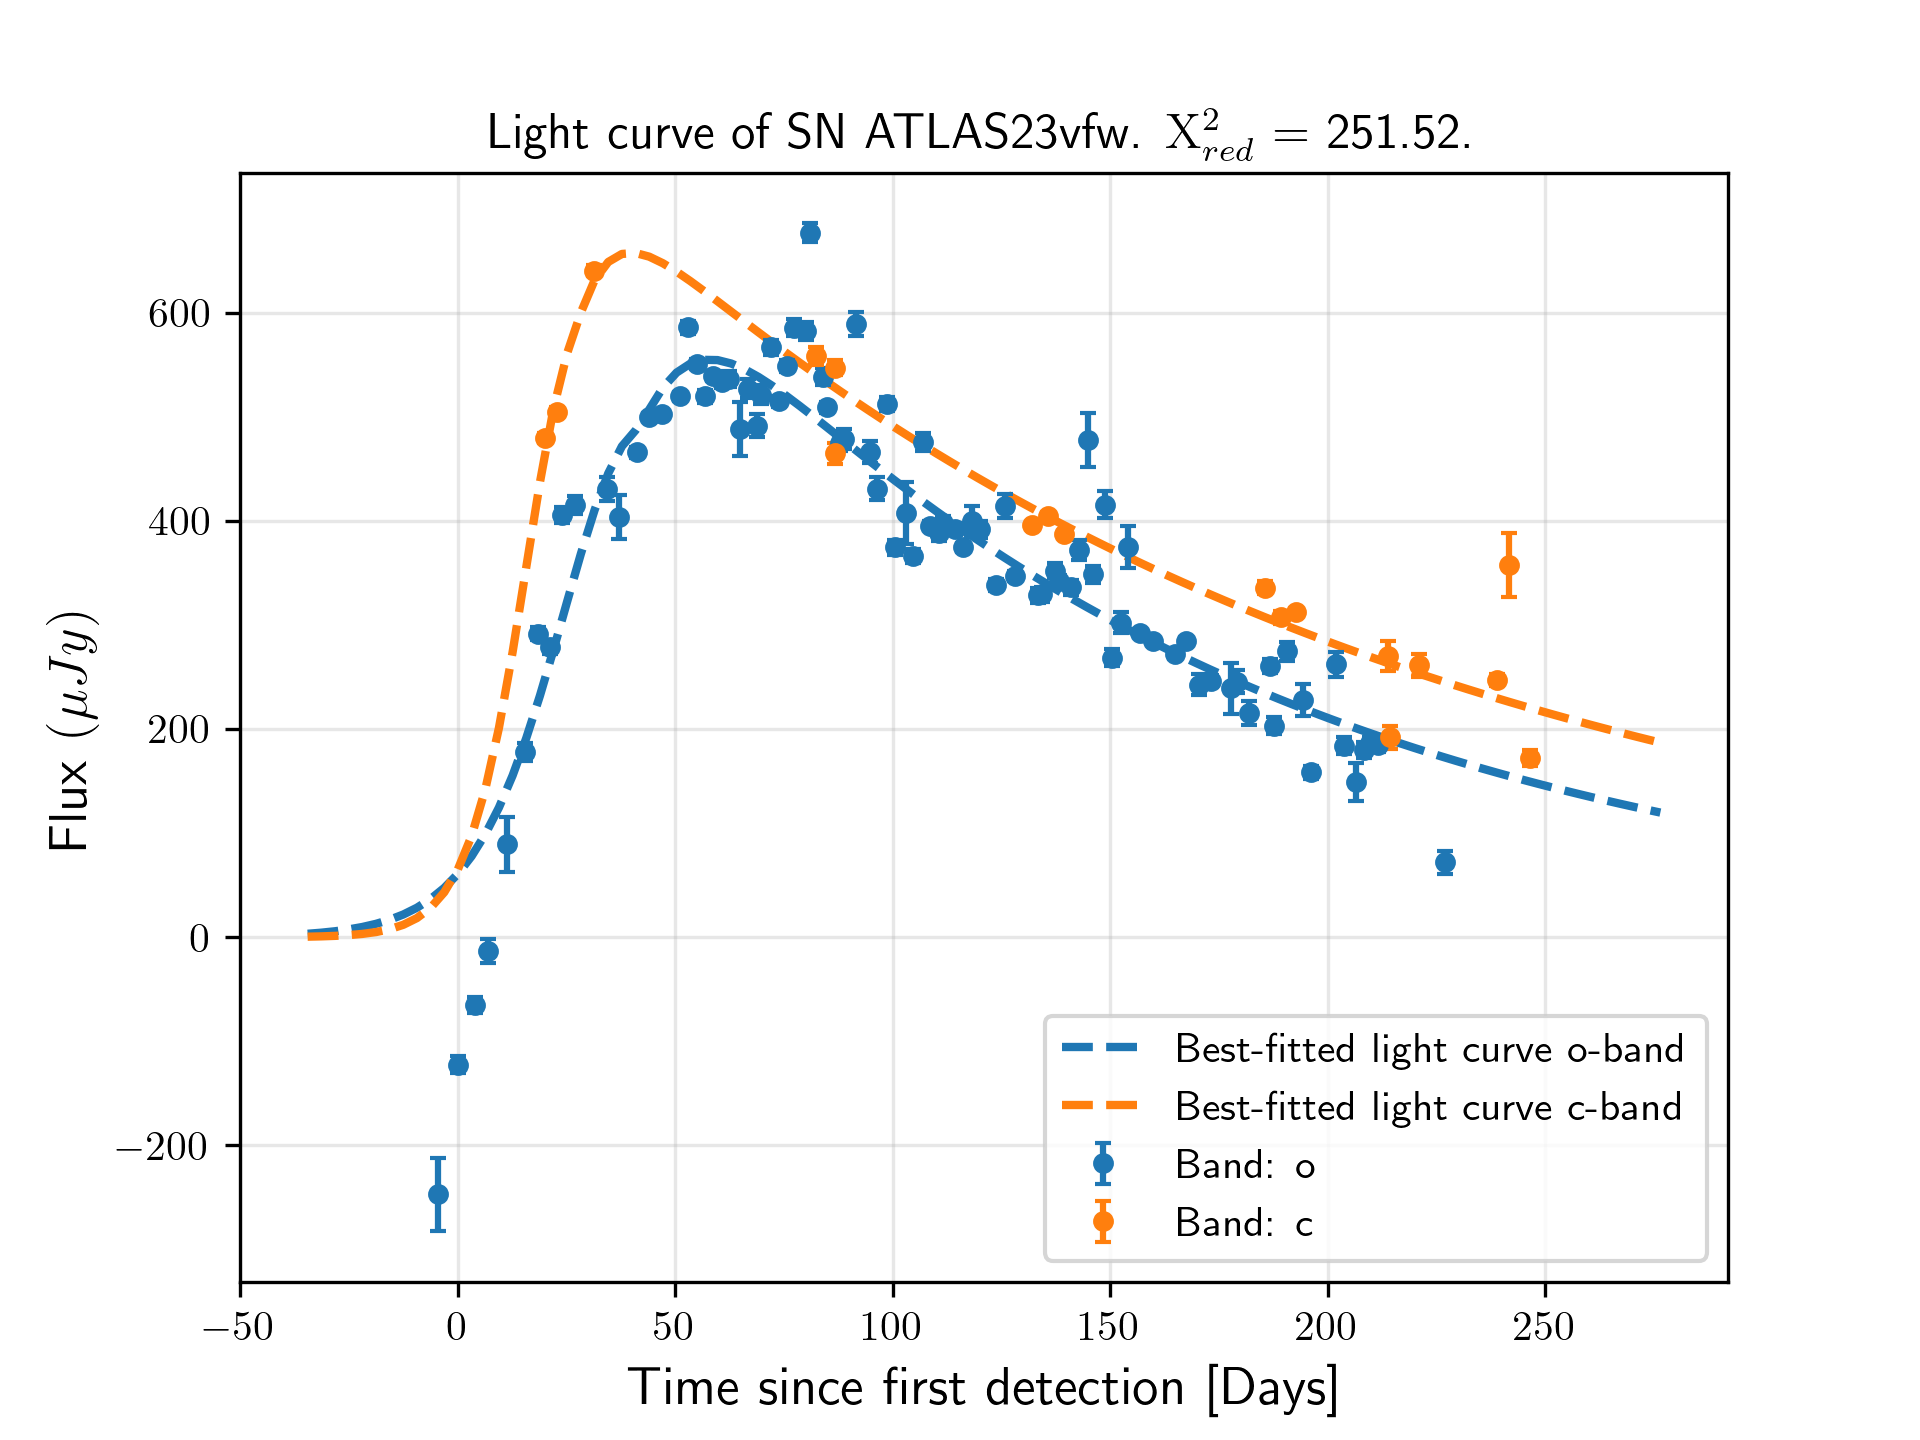 Light curve of SN ATLAS23vfw. X²_red = 251.52.
Flux (μJy)
600
400
200
0
−200
−50 0 50 100 150 200 250
Time since first detection [Days]
Best-fitted light curve o-band
Best-fitted light curve c-band
Band: o
Band: c